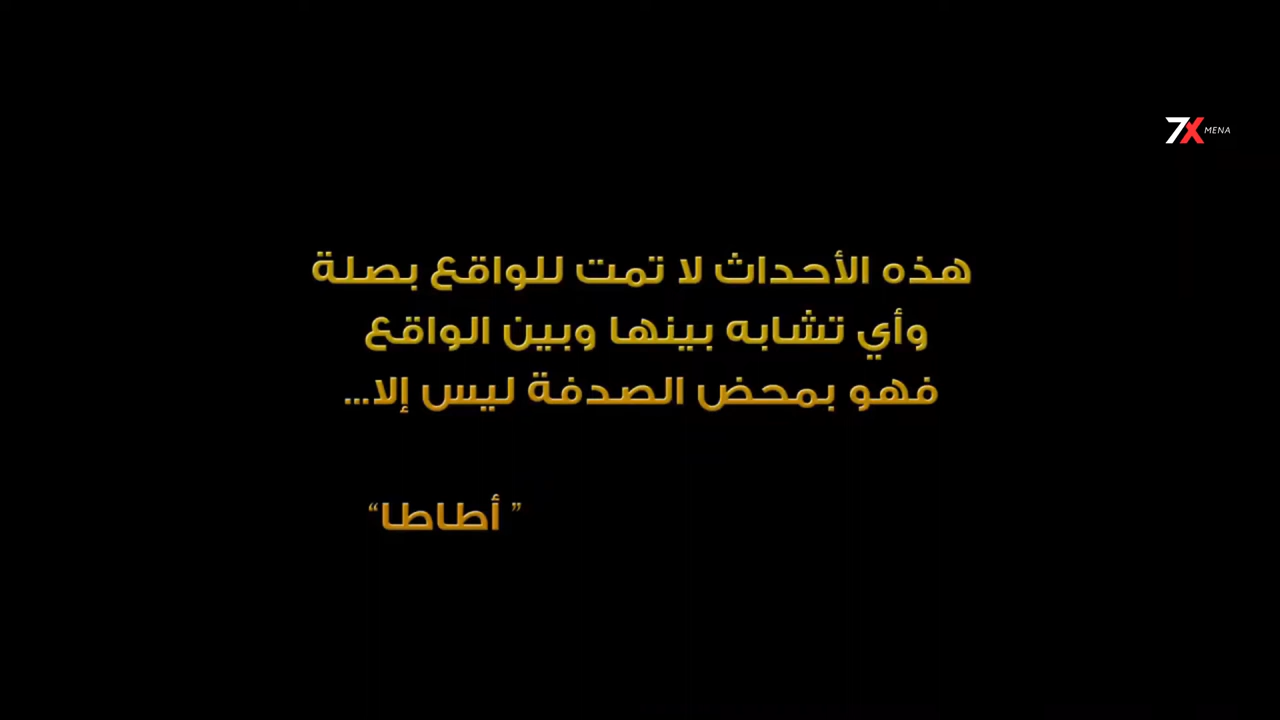 7X MENA
هذه الأحداث لا تمت للواقع بصلة
وأي تشابه بينها وبين الواقع
فهو بمحض الصدفة ليس إلا...
” أطاطا“